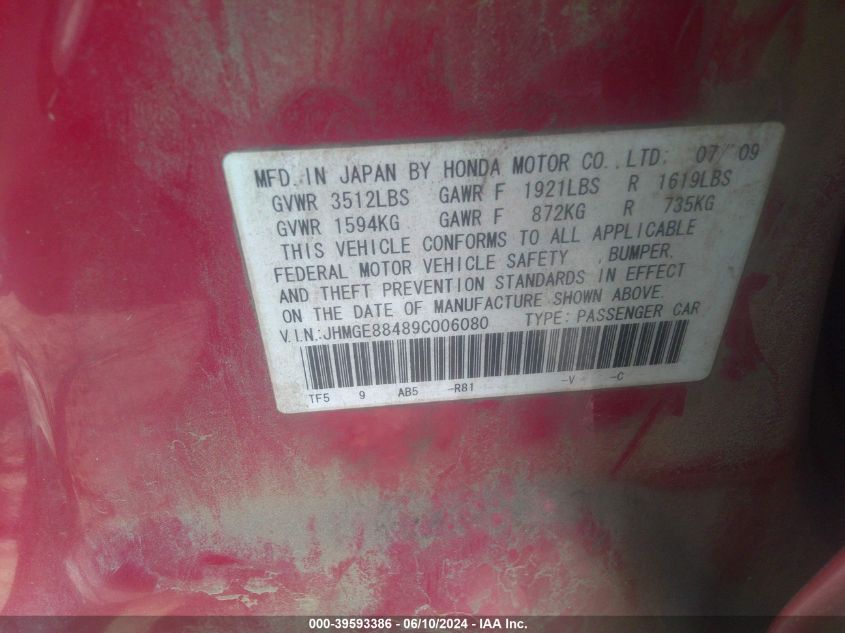 MFD. IN JAPAN BY HONDA MOTOR CO., LTD: 07/ 09
GVWR 3512LBS GAWR F 1921LBS R 1619LBS
GVWR 1594KG GAWR F 872KG R 735KG
THIS VEHICLE CONFORMS TO ALL APPLICABLE
FEDERAL MOTOR VEHICLE SAFETY , BUMPER,
AND THEFT PREVENTION STANDARDS IN EFFECT
ON THE DATE OF MANUFACTURE SHOWN ABOVE.
V.I.N:JHMGE88489C006080 TYPE: PASSENGER CAR
TF5 9 AB5 -R81 -V -C
000-39593386 - 06/10/2024 - IAA Inc.